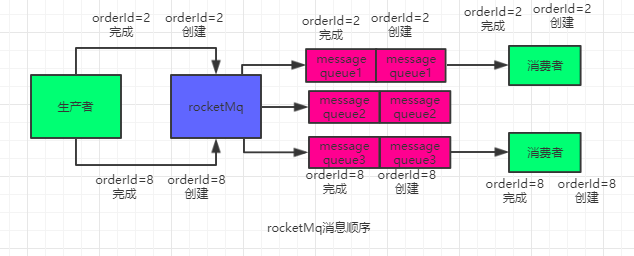 orderId=2
完成
orderId=2
创建
orderId=2
完成
orderId=2
创建
orderId=2
完成
orderId=2
创建
生产者
rocketMq
message
queue1
message
queue1
消费者
message
queue2
message
queue2
message
queue3
message
queue3
消费者
orderId=8
完成
orderId=8
创建
orderId=8
完成
orderId=8
创建
orderId=8
完成
orderId=8
创建
rocketMq消息顺序